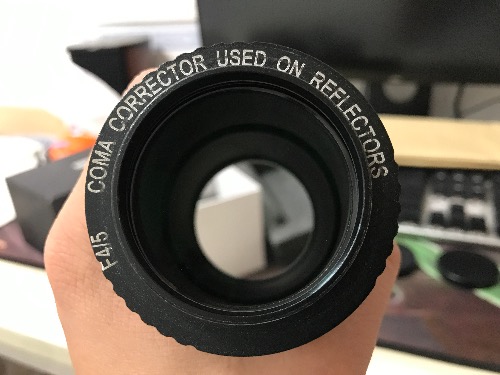 COMA CORRECTOR USED ON REFLECTORS
F4/5